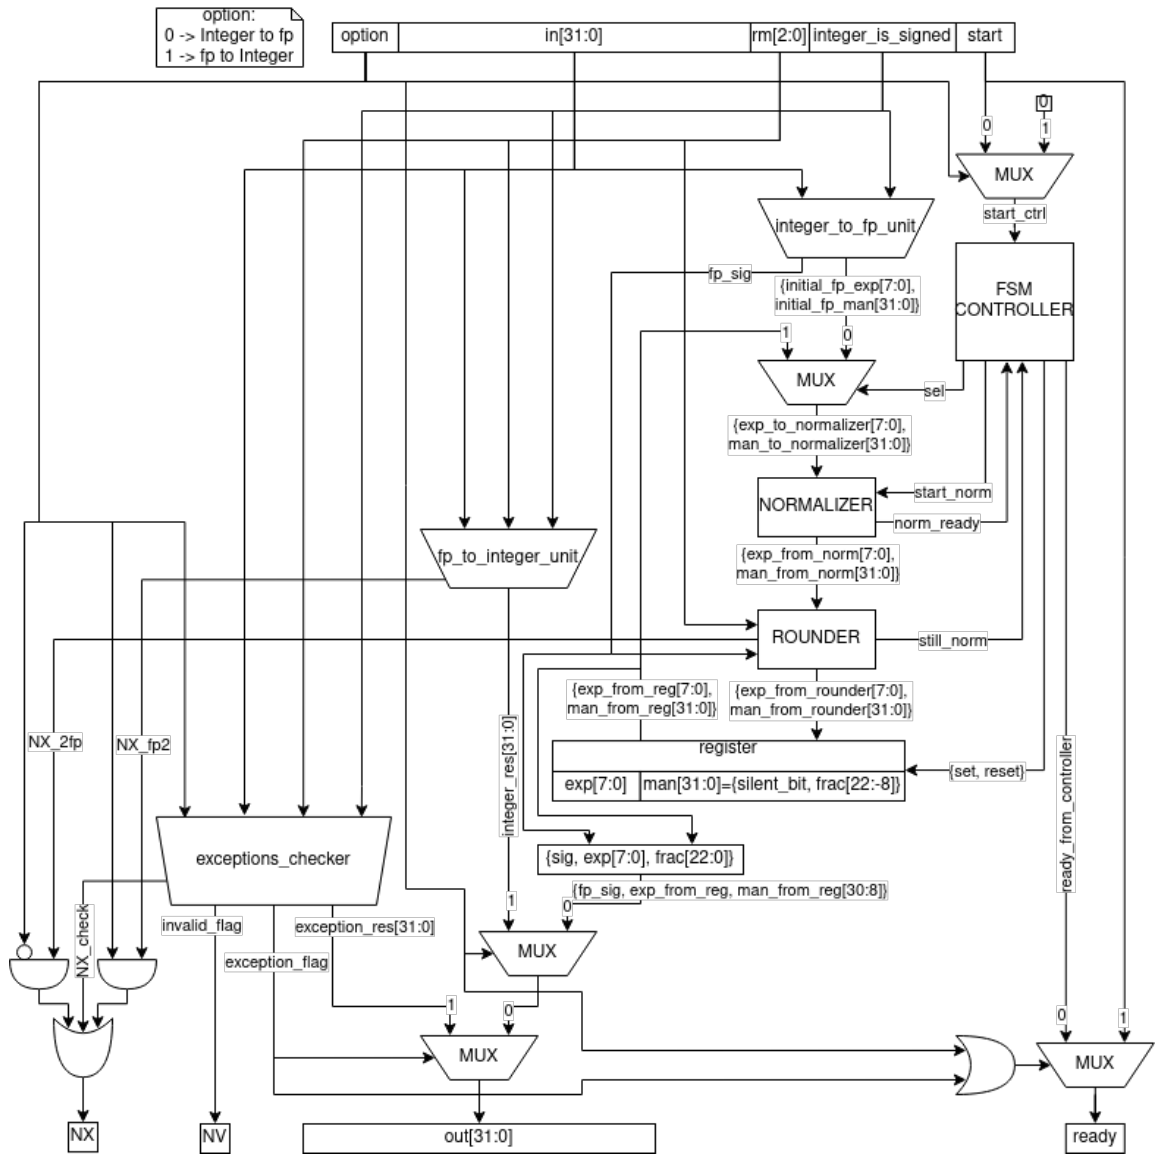 option:
0 -> Integer to fp
1 -> fp to Integer
option
in[31:0]
rm[2:0]
integer_is_signed
start
0
0
1
MUX
start_ctrl
integer_to_fp_unit
fp_sig
{initial_fp_exp[7:0],
initial_fp_man[31:0]}
FSM
CONTROLLER
1
0
MUX
sel
{exp_to_normalizer[7:0],
man_to_normalizer[31:0]}
NORMALIZER
start_norm
norm_ready
fp_to_integer_unit
{exp_from_norm[7:0],
man_from_norm[31:0]}
ROUNDER
still_norm
{exp_from_reg[7:0],
man_from_reg[31:0]}
{exp_from_rounder[7:0],
man_from_rounder[31:0]}
NX_2fp
NX_fp2
integer_res[31:0]
register
exp[7:0]
man[31:0]={silent_bit, frac[22:-8]}
{set, reset}
ready_from_controller
exceptions_checker
{sig, exp[7:0], frac[22:0]}
{fp_sig, exp_from_reg, man_from_reg[30:8]}
1
0
NX_check
invalid_flag
exception_res[31:0]
exception_flag
MUX
1
0
0
1
MUX
MUX
NX
NV
out[31:0]
ready